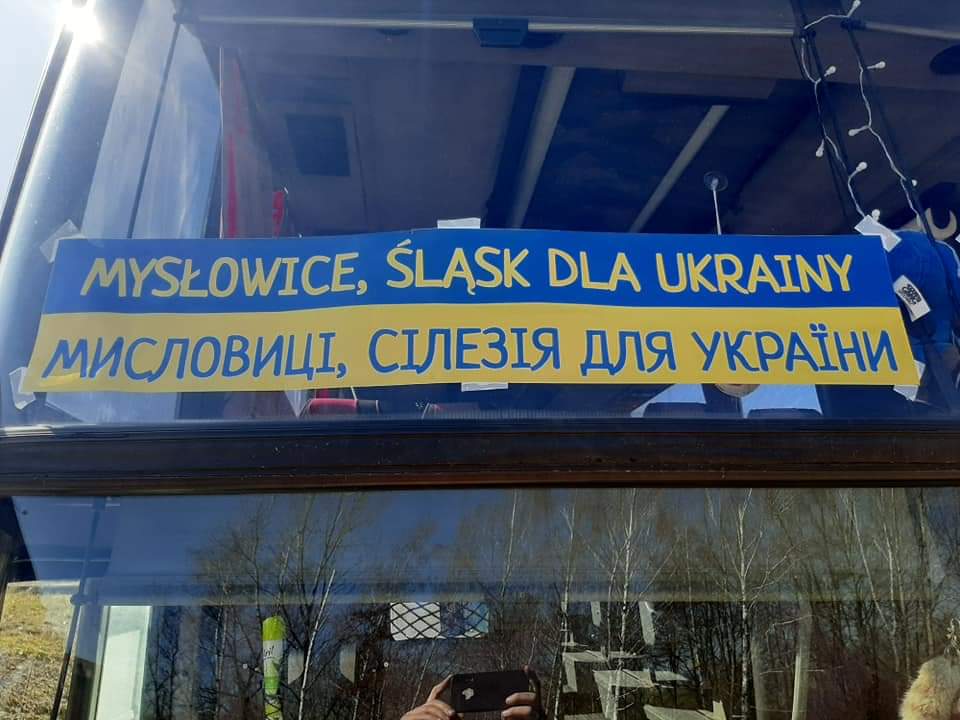 MYSŁOWICE, ŚLĄSK DLA UKRAINY
МИСЛОВИЦІ, СІЛЕЗІЯ ДЛЯ УКРАЇНИ